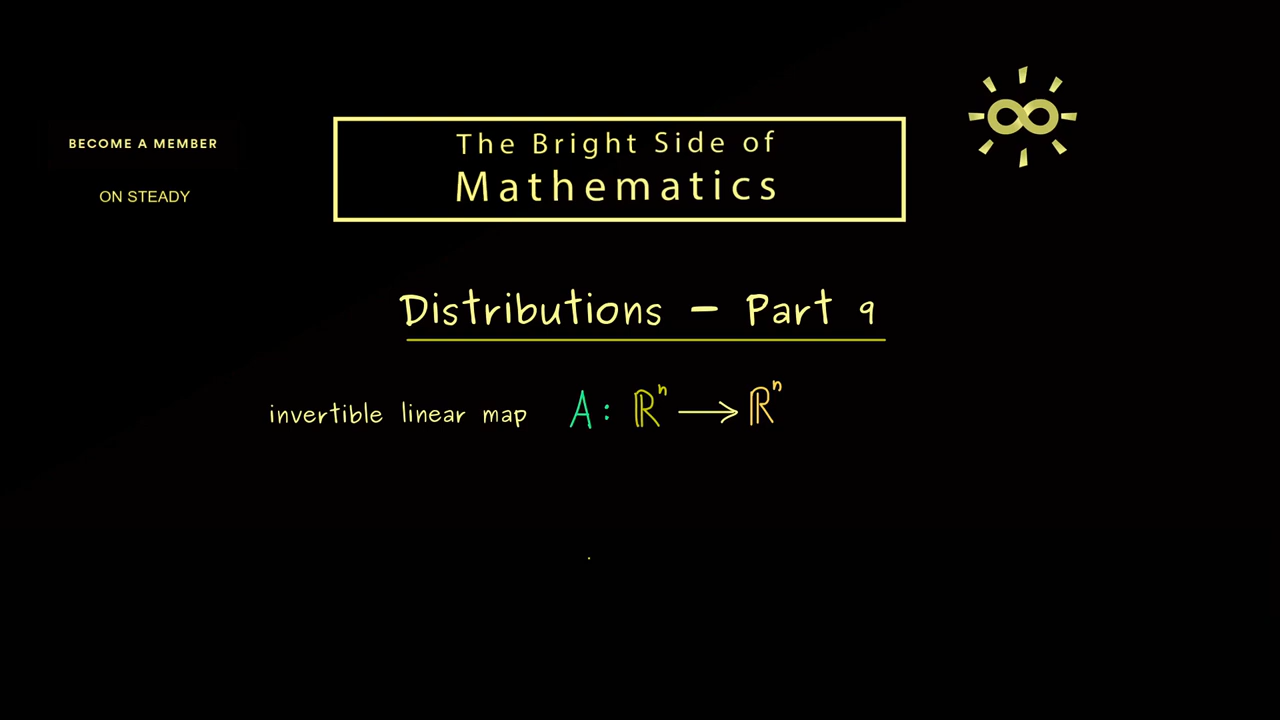 BECOME A MEMBER
ON STEADY
The Bright Side of
Mathematics
Distributions – Part 9
invertible linear map A: ℝⁿ → ℝⁿ